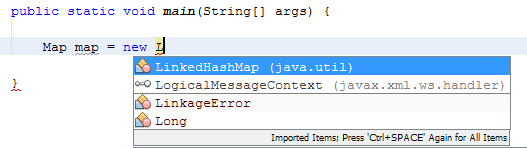 public static void main(String[] args) {
Map map = new L
LinkedHashMap (java.util)
LogicalMessageContext (javax.xml.ws.handler)
LinkageError
Long
Imported Items; Press 'Ctrl+SPACE' Again for All Items
}